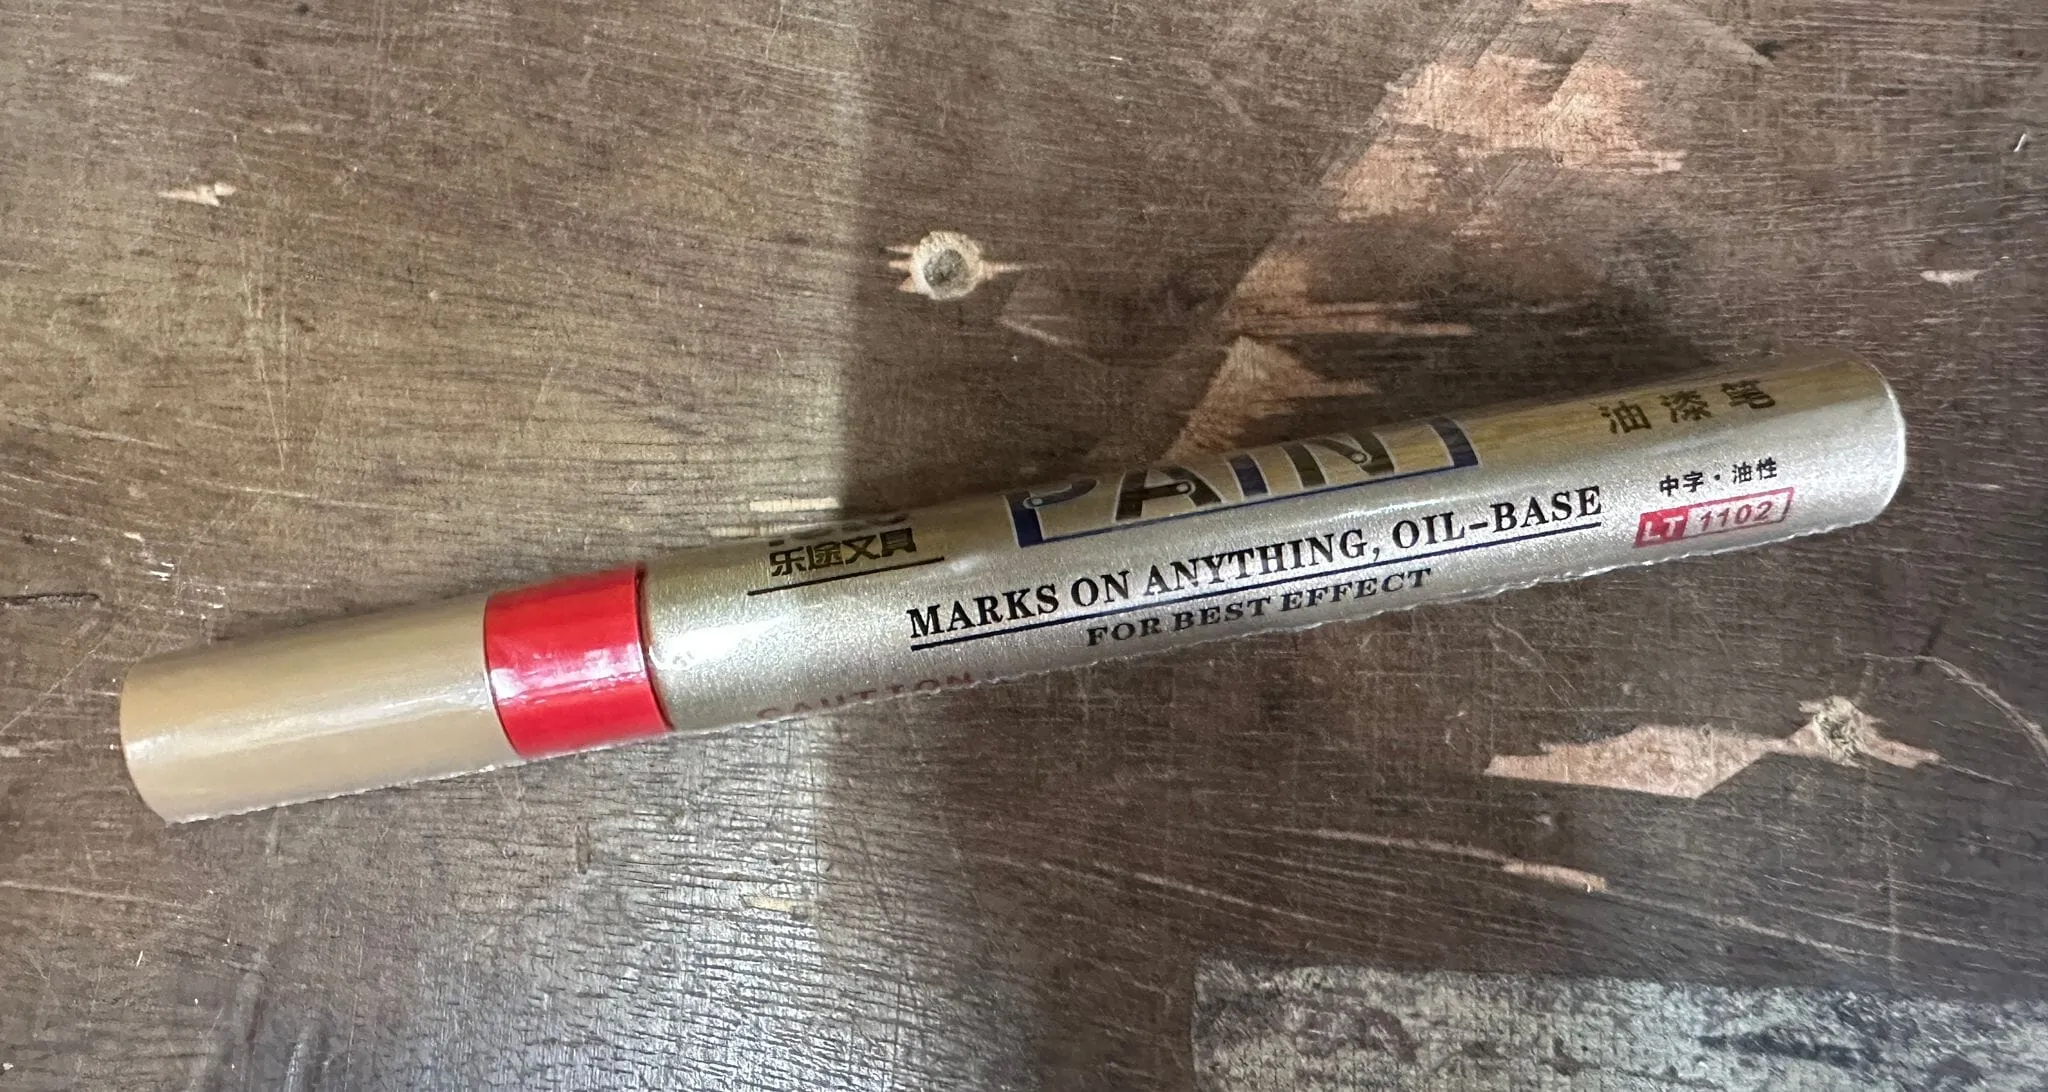 乐途文具
PAINT
MARKS ON ANYTHING, OIL-BASE
FOR BEST EFFECT
CAUTION
油漆笔
中字·油性
LT 1102